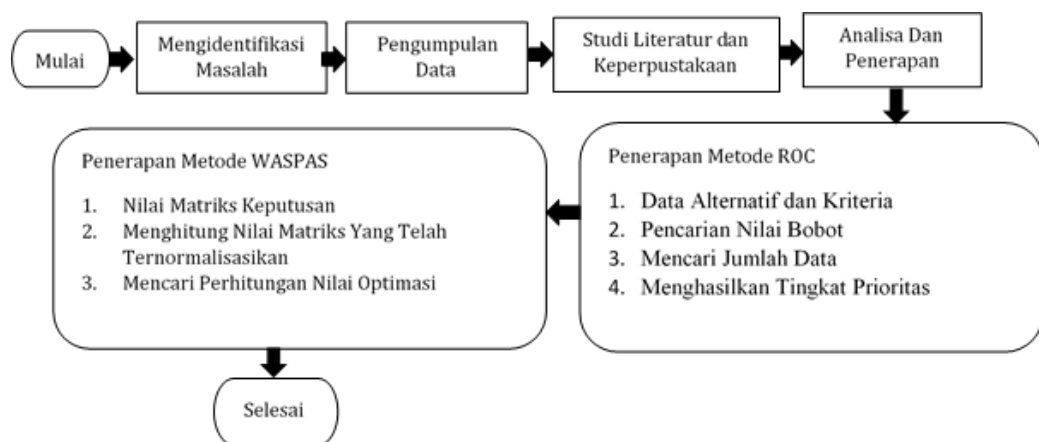 Mulai
Mengidentifikasi
Masalah
Pengumpulan
Data
Studi Literatur dan
Keperpustakaan
Analisa Dan
Penerapan
Penerapan Metode ROC
1. Data Alternatif dan Kriteria
2. Pencarian Nilai Bobot
3. Mencari Jumlah Data
4. Menghasilkan Tingkat Prioritas
Penerapan Metode WASPAS
1. Nilai Matriks Keputusan
2. Menghitung Nilai Matriks Yang Telah
Ternormalisasikan
3. Mencari Perhitungan Nilai Optimasi
Selesai